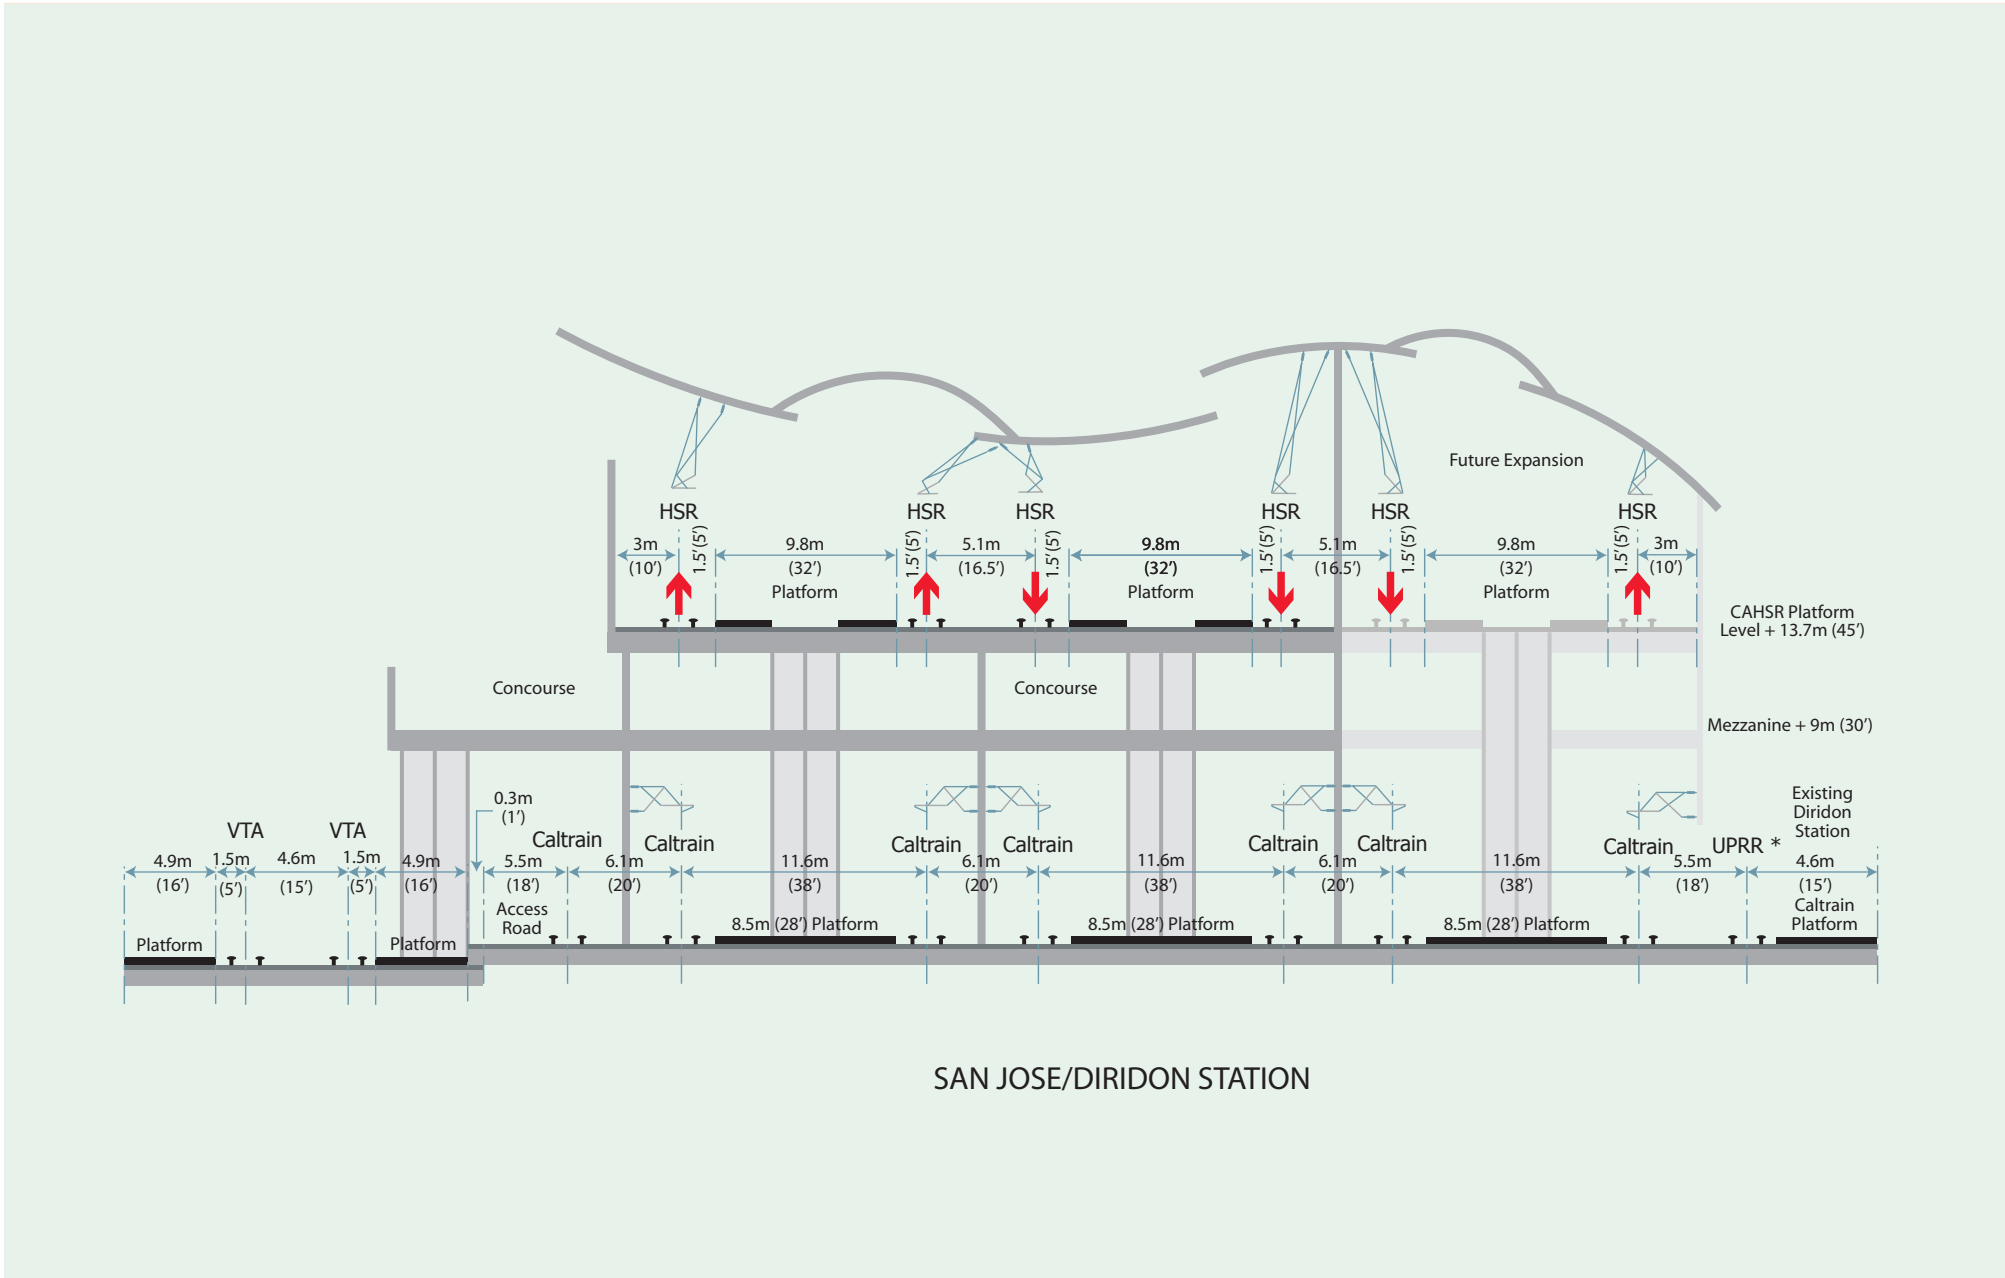 Future Expansion
HSR
HSR
HSR
HSR
HSR
HSR
3m
(10')
1.5'(5')
9.8m
(32')
Platform
1.5'(5')
5.1m
(16.5')
1.5'(5')
9.8m
(32')
Platform
1.5'(5')
5.1m
(16.5')
1.5'(5')
9.8m
(32')
Platform
1.5'(5')
3m
(10')
CAHSR Platform
Level + 13.7m (45')
Concourse
Concourse
Mezzanine + 9m (30')
0.3m
(1')
Existing
Diridon
Station
VTA
VTA
Caltrain
Caltrain
Caltrain
Caltrain
Caltrain
Caltrain
Caltrain
UPRR *
4.9m
(16')
1.5m
(5')
4.6m
(15')
1.5m
(5')
4.9m
(16')
5.5m
(18')
6.1m
(20')
11.6m
(38')
6.1m
(20')
11.6m
(38')
6.1m
(20')
11.6m
(38')
5.5m
(18')
4.6m
(15')
Access
Road
Caltrain
Platform
Platform
Platform
8.5m (28') Platform
8.5m (28') Platform
8.5m (28') Platform
SAN JOSE/DIRIDON STATION